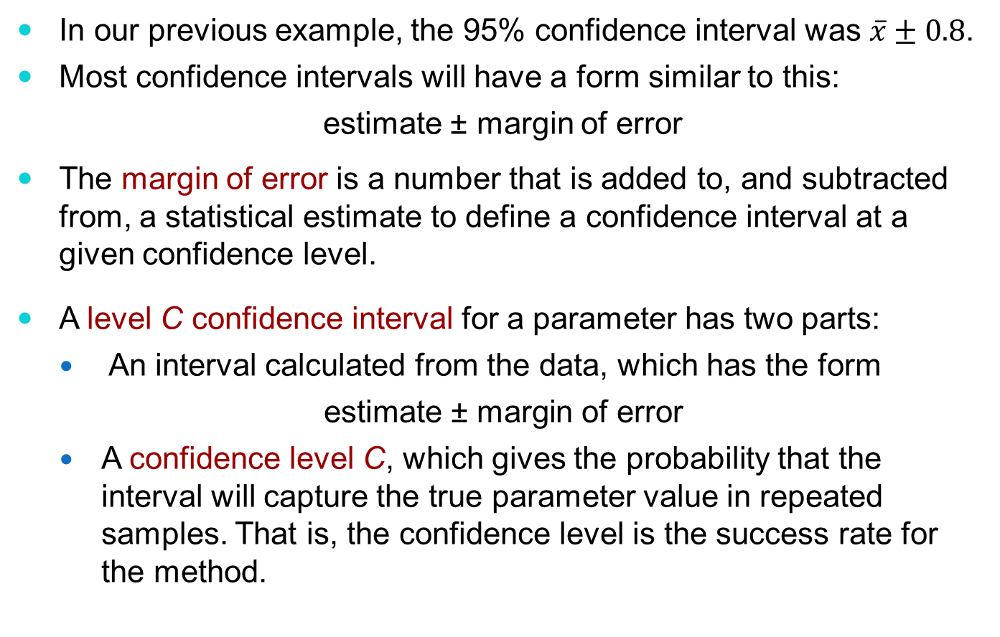 • In our previous example, the 95% confidence interval was x̄ ± 0.8.
• Most confidence intervals will have a form similar to this:
estimate ± margin of error
• The margin of error is a number that is added to, and subtracted
from, a statistical estimate to define a confidence interval at a
given confidence level.
• A level C confidence interval for a parameter has two parts:
• An interval calculated from the data, which has the form
estimate ± margin of error
• A confidence level C, which gives the probability that the
interval will capture the true parameter value in repeated
samples. That is, the confidence level is the success rate for
the method.